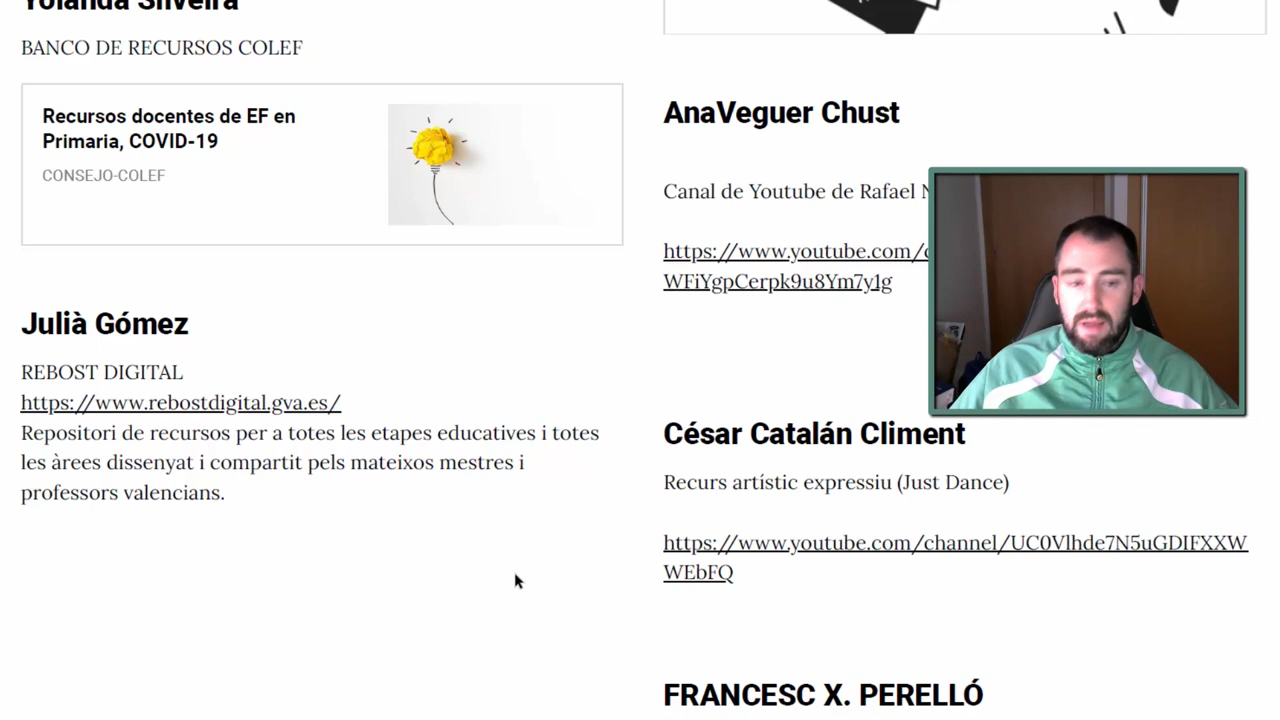 Yolanda Silveira
BANCO DE RECURSOS COLEF
Recursos docentes de EF en
Primaria, COVID-19
CONSEJO-COLEF
Julià Gómez
REBOST DIGITAL
https://www.rebostdigital.gva.es/
Repositori de recursos per a totes les etapes educatives i totes
les àrees dissenyat i compartit pels mateixos mestres i
professors valencians.
AnaVeguer Chust
Canal de Youtube de Rafael
https://www.youtube.com/
WFiYgpCerpk9u8Ym7y1g
César Catalán Climent
Recurs artístic expressiu (Just Dance)
https://www.youtube.com/channel/UC0Vlhde7N5uGDIFXXW
WEbFQ
FRANCESC X. PERELLÓ